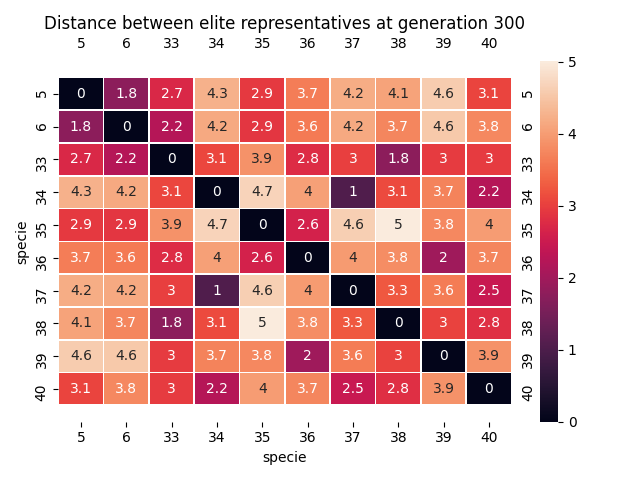 Distance between elite representatives at generation 300
5 6 33 34 35 36 37 38 39 40
5 0 1.8 2.7 4.3 2.9 3.7 4.2 4.1 4.6 3.1 5
6 1.8 0 2.2 4.2 2.9 3.6 4.2 3.7 4.6 3.8 6
33 2.7 2.2 0 3.1 3.9 2.8 3 1.8 3 3 33
34 4.3 4.2 3.1 0 4.7 4 1 3.1 3.7 2.2 34
35 2.9 2.9 3.9 4.7 0 2.6 4.6 5 3.8 4 35
36 3.7 3.6 2.8 4 2.6 0 4 3.8 2 3.7 36
37 4.2 4.2 3 1 4.6 4 0 3.3 3.6 2.5 37
38 4.1 3.7 1.8 3.1 5 3.8 3.3 0 3 2.8 38
39 4.6 4.6 3 3.7 3.8 2 3.6 3 0 3.9 39
40 3.1 3.8 3 2.2 4 3.7 2.5 2.8 3.9 0 40
5 6 33 34 35 36 37 38 39 40
specie
specie
5
4
3
2
1
0